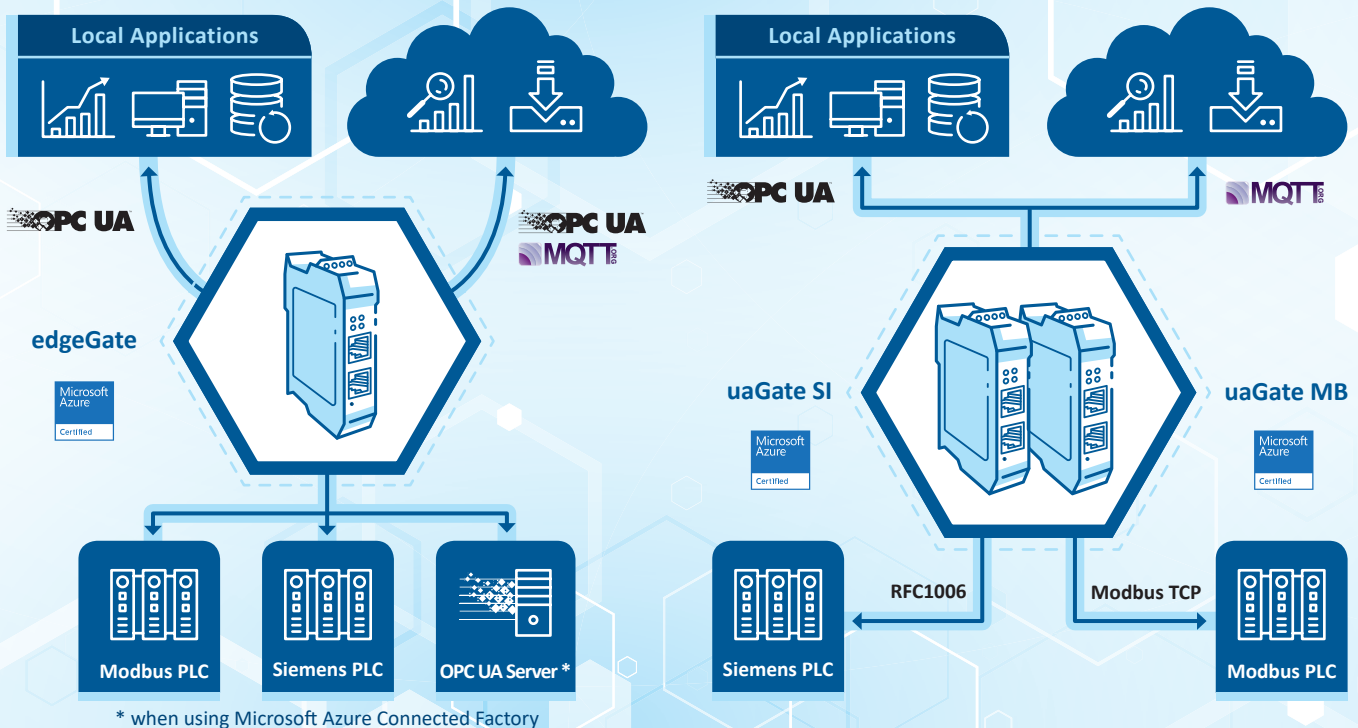 Local Applications
OPC UA
OPC UA
MQTT.ORG
edgeGate
Microsoft
Azure
Certified
Modbus PLC
Siemens PLC
OPC UA Server *
* when using Microsoft Azure Connected Factory
Local Applications
OPC UA
MQTT.ORG
uaGate SI
Microsoft
Azure
Certified
uaGate MB
Microsoft
Azure
Certified
RFC1006
Modbus TCP
Siemens PLC
Modbus PLC